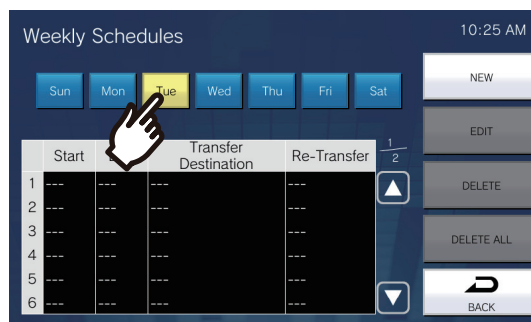 Weekly Schedules
10:25 AM
Sun Mon Tue Wed Thu Fri Sat
NEW
EDIT
DELETE
DELETE ALL
BACK
Start Transfer Destination Re-Transfer 1/2
1 --- --- --- ---
2 --- --- --- ---
3 --- --- --- ---
4 --- --- --- ---
5 --- --- --- ---
6 --- --- --- ---